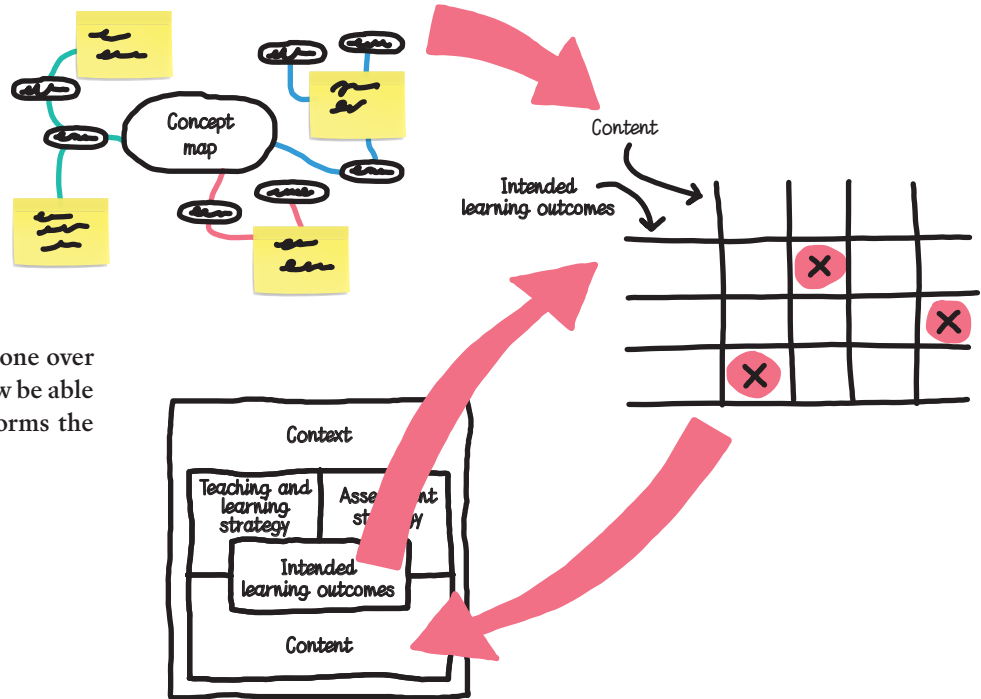 Concept
map
Content
Intended
learning outcomes
one over
w be able
orms the
Context
Teaching and
learning
strategy
Intended
learning outcomes
Content